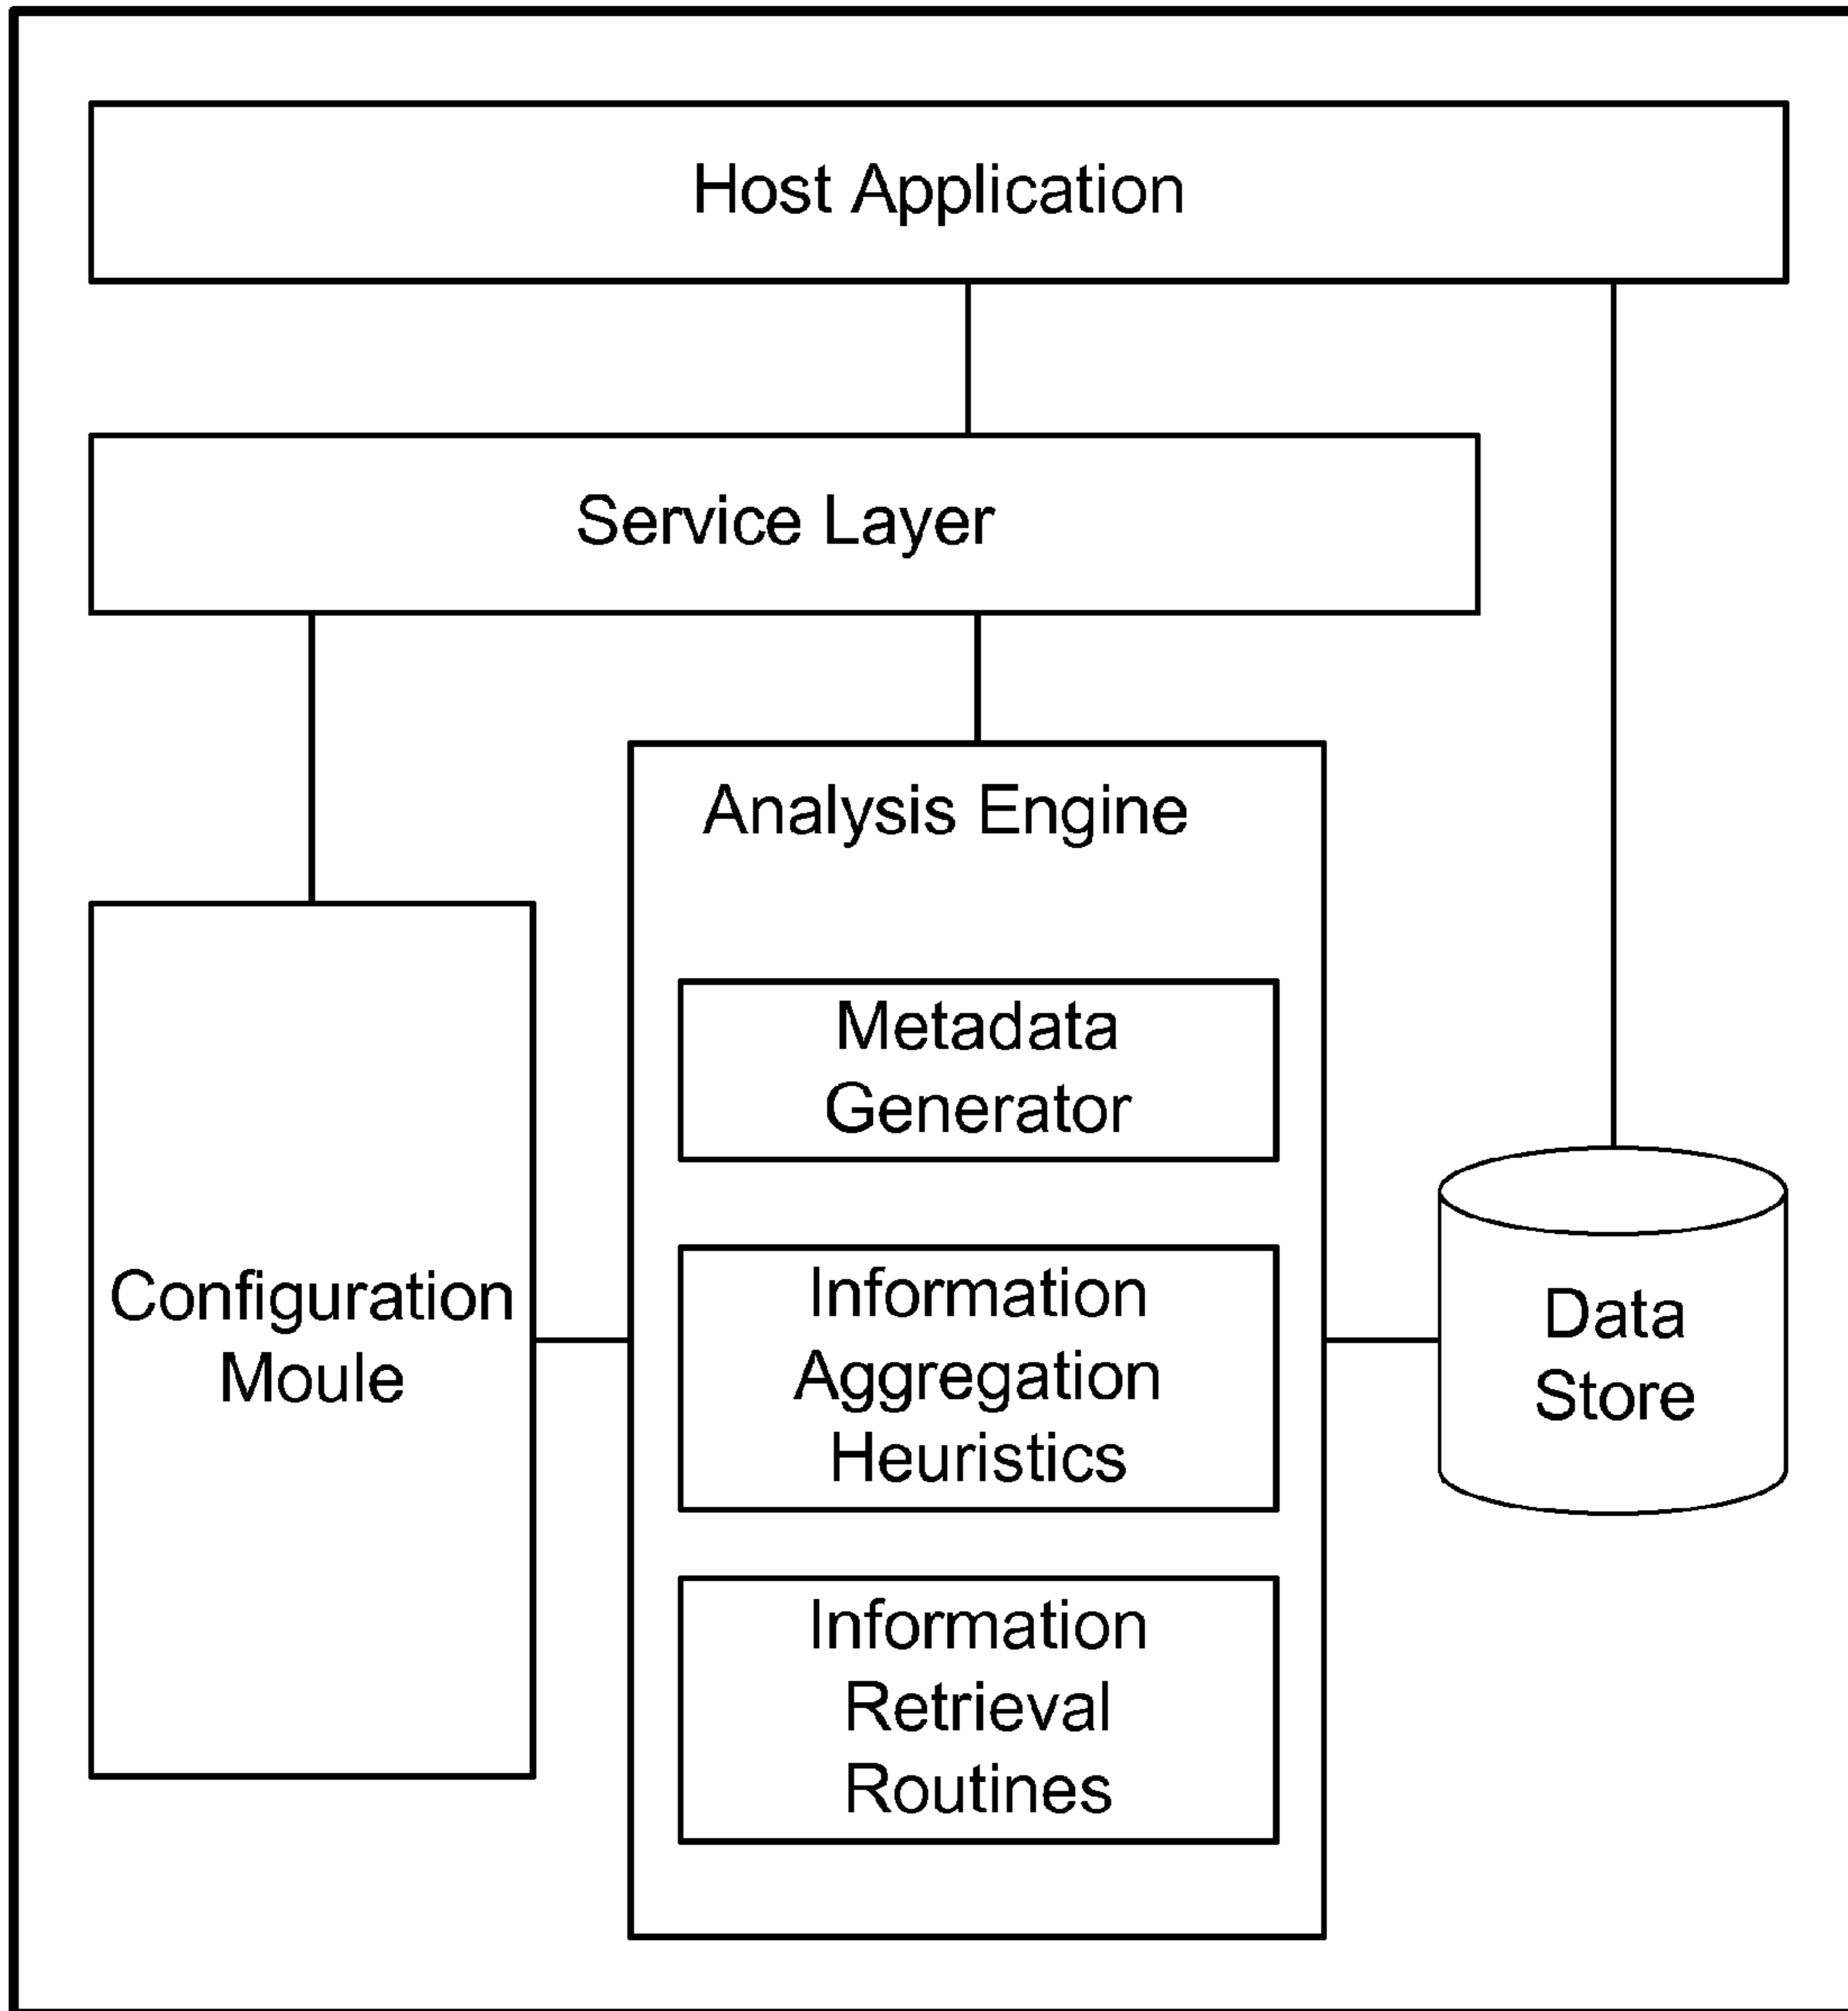 Host Application
Service Layer
Analysis Engine
Metadata
Generator
Configuration
Moule
Information
Aggregation
Heuristics
Data
Store
Information
Retrieval
Routines